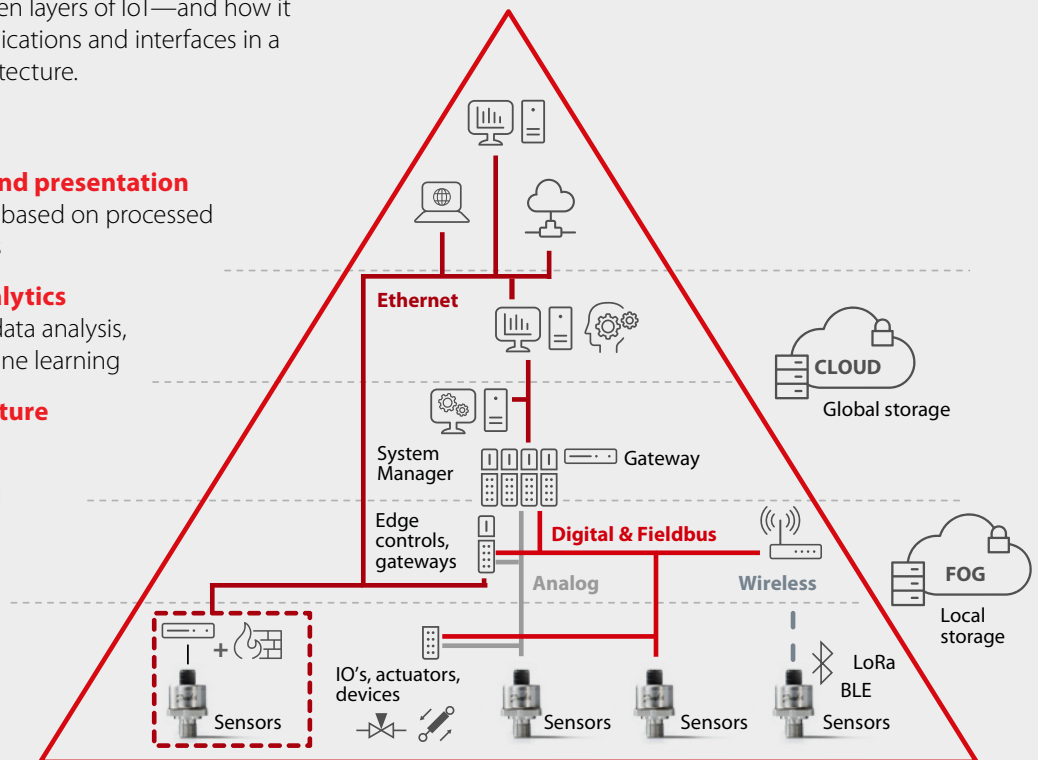 en layers of IoT—and how it
ications and interfaces in a
tecture.
nd presentation
based on processed
alytics
data analysis,
ne learning
ture
Ethernet
CLOUD
Global storage
System
Manager
Gateway
Edge
controls,
gateways
Digital & Fieldbus
Analog
Wireless
FOG
Local
storage
IO's, actuators,
devices
LoRa
BLE
+
Sensors
Sensors
Sensors
Sensors